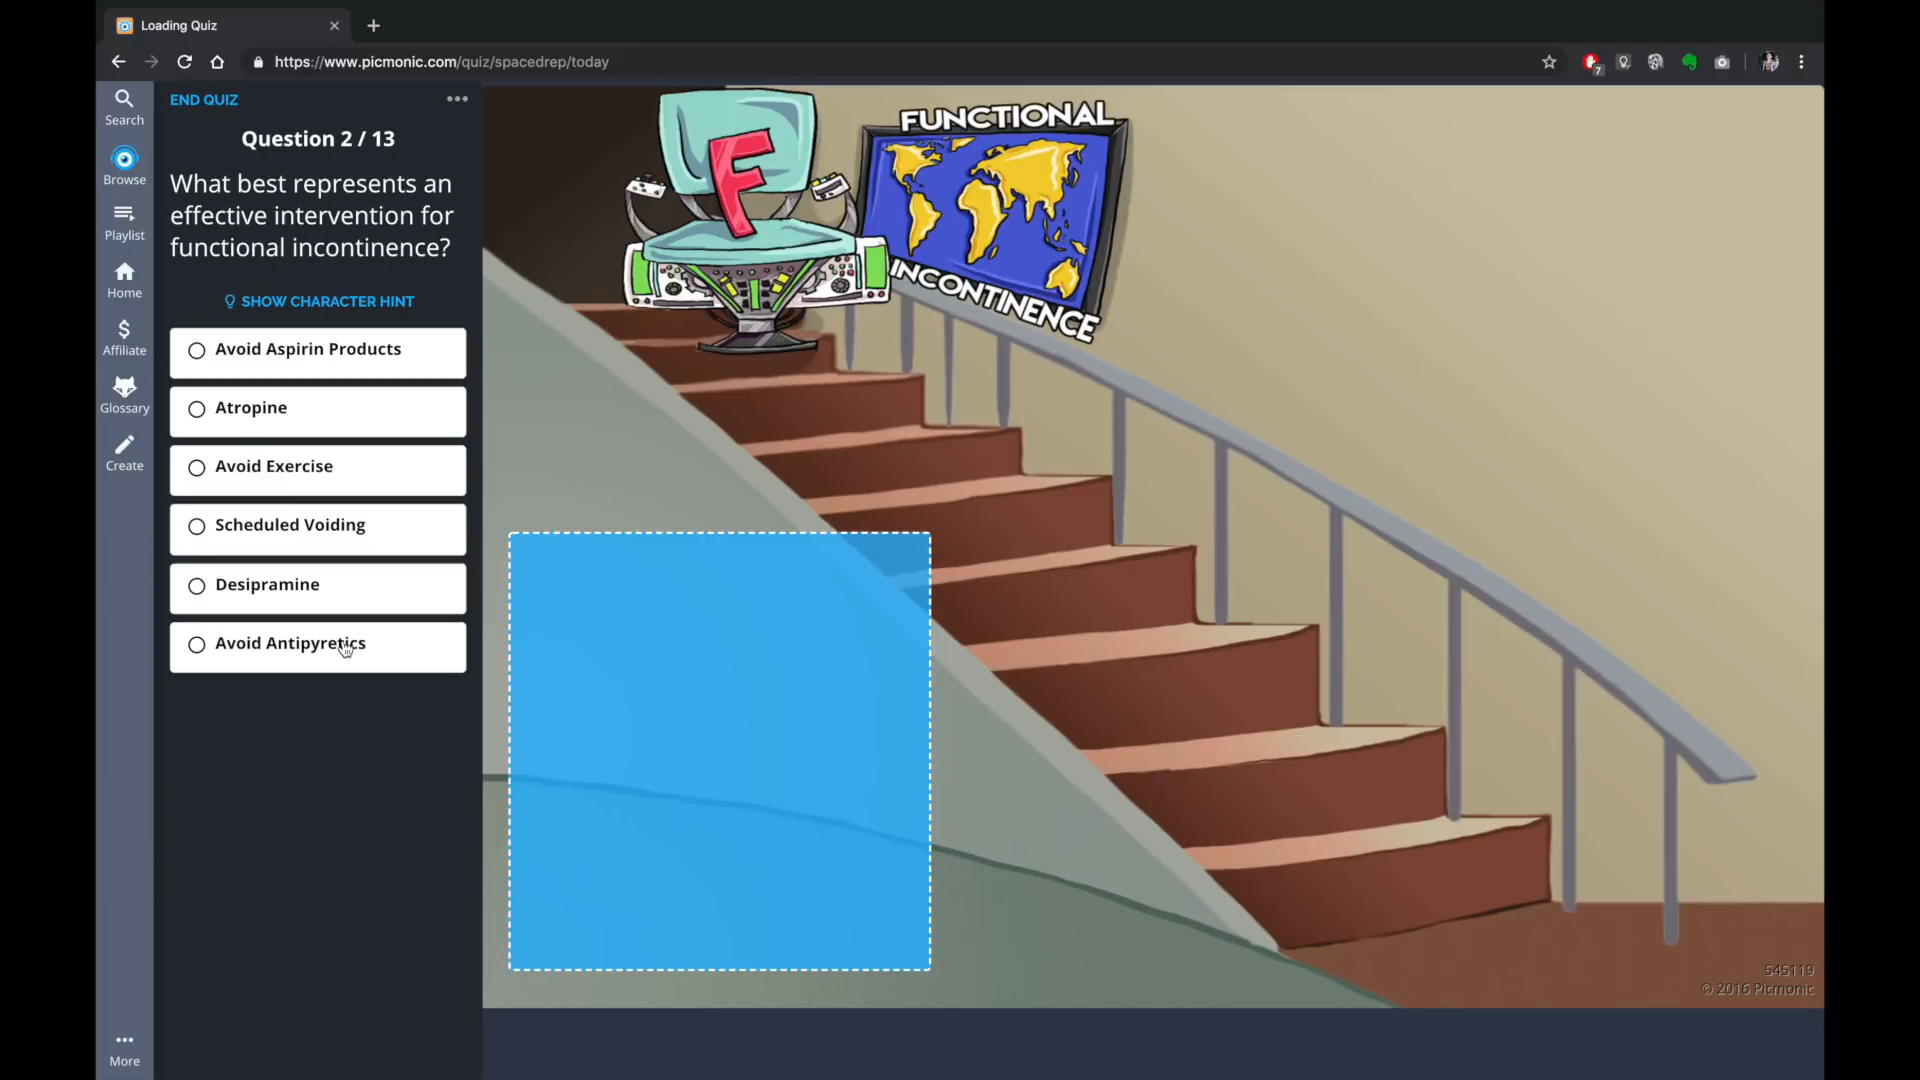 Loading Quiz
https://www.picmonic.com/quiz/spacedrep/today
7
Search
Browse
Playlist
Home
$
Affiliate
Glossary
Create
More
END QUIZ
Question 2 / 13
What best represents an
effective intervention for
functional incontinence?
SHOW CHARACTER HINT
Avoid Aspirin Products
Atropine
Avoid Exercise
Scheduled Voiding
Desipramine
Avoid Antipyretics
F
FUNCTIONAL
INCONTINENCE
545119
© 2016 Picmonic